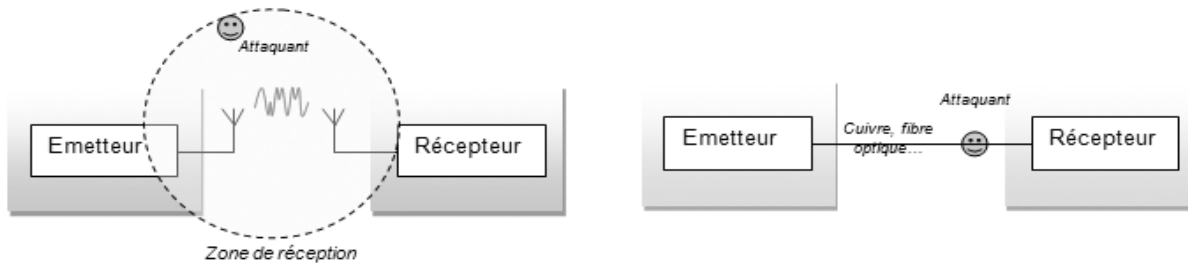 Attaquant
Emetteur
Récepteur
Zone de réception
Attaquant
Emetteur
Cuivre, fibre
optique...
Récepteur